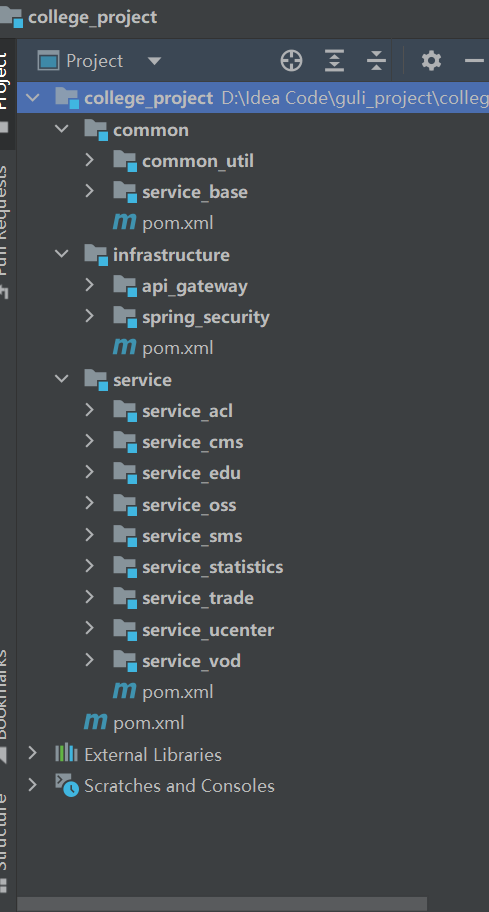 college_project
Project
college_project D:\Idea Code\guli_project\colleg
common
common_util
service_base
pom.xml
infrastructure
api_gateway
spring_security
pom.xml
service
service_acl
service_cms
service_edu
service_oss
service_sms
service_statistics
service_trade
service_ucenter
service_vod
pom.xml
pom.xml
External Libraries
Scratches and Consoles
Project
Pull Requests
Bookmarks
Structure